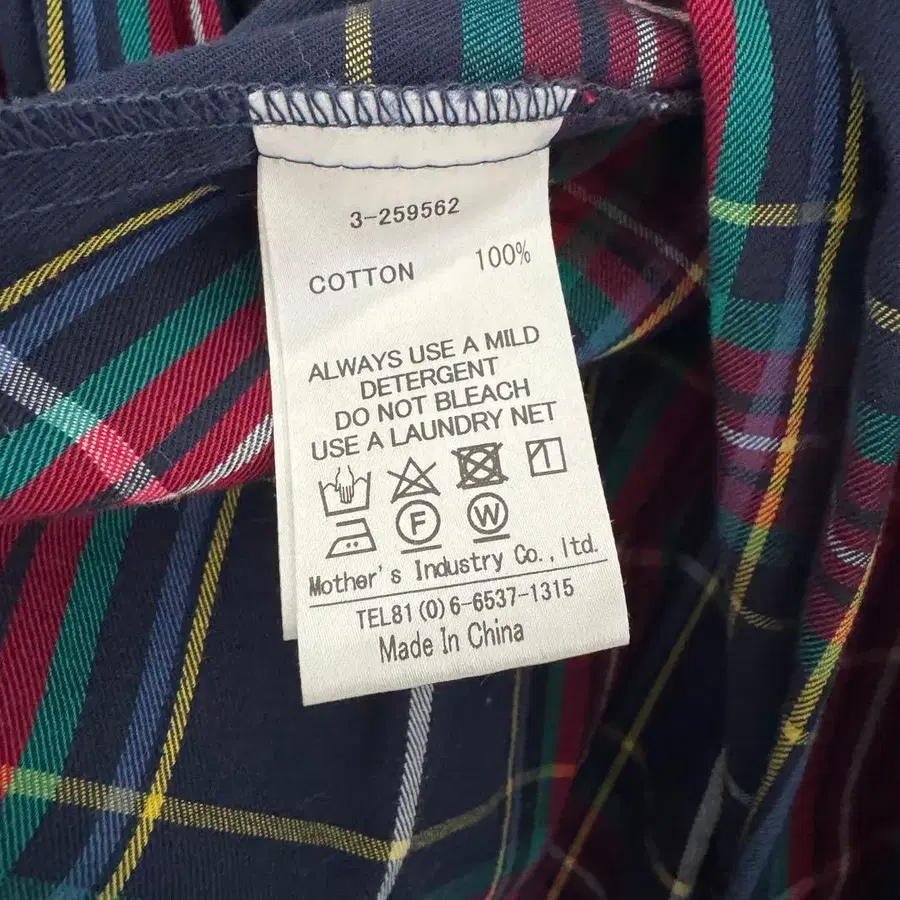 3-259562
COTTON 100%
ALWAYS USE A MILD
DETERGENT
DO NOT BLEACH
USE A LAUNDRY NET
F W
Mother's Industry Co., ltd.
TEL81(0)6-6537-1315
Made In China